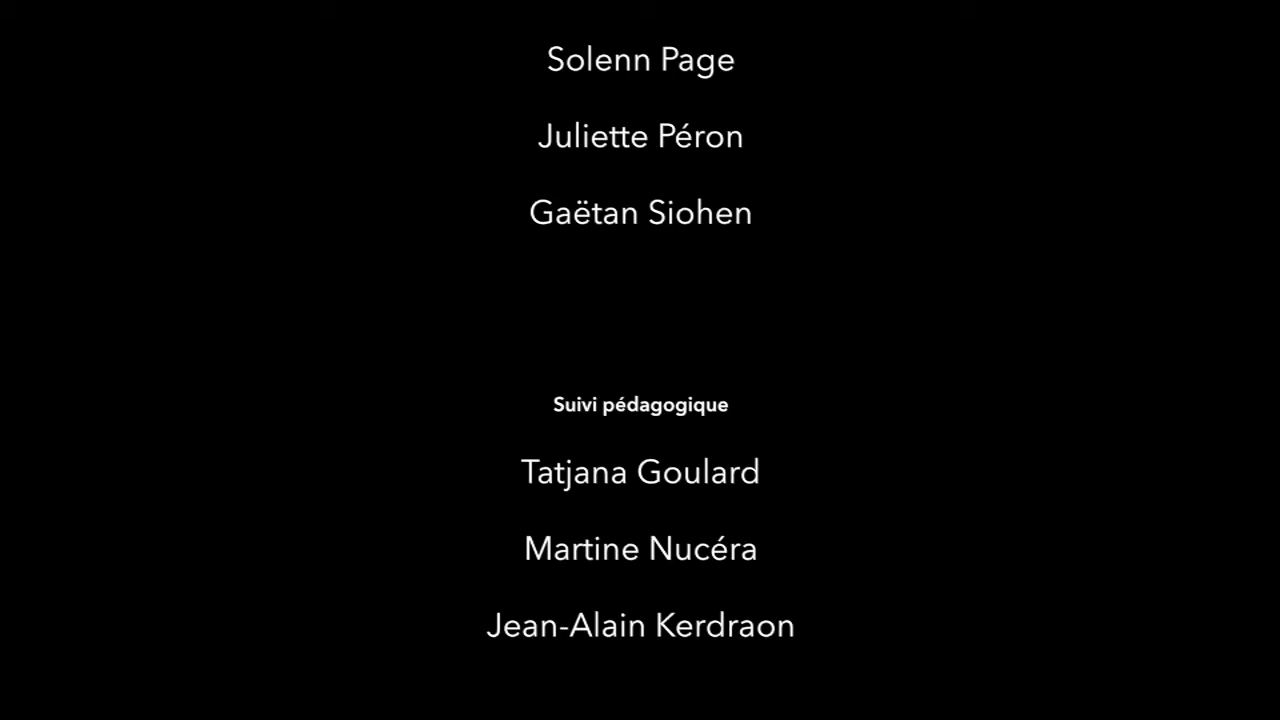 Solenn Page
Juliette Péron
Gaëtan Siohen
Suivi pédagogique
Tatjana Goulard
Martine Nucéra
Jean-Alain Kerdraon